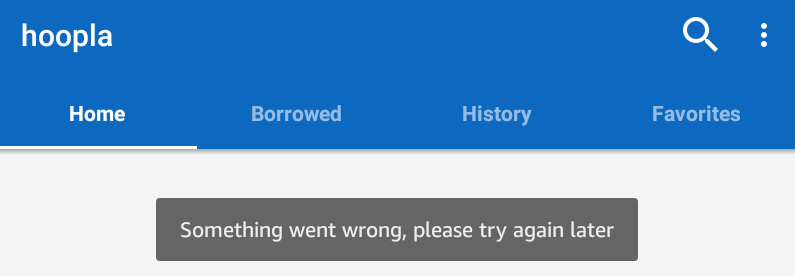 hoopla
Home Borrowed History Favorites
Something went wrong, please try again later